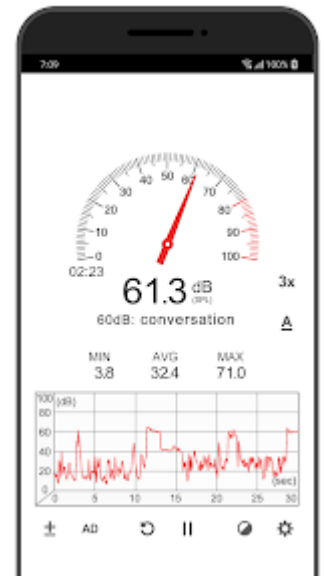 7:09 100%
0 10 20 30 40 50 60 70 80 90 100
02:23
61.3 dB
(SPL)
3x
60dB: conversation
A
MIN AVG MAX
3.8 32.4 71.0
100 (dB)
80
60
40
20
0
(sec)
0 5 10 15 20 25 30
± AD